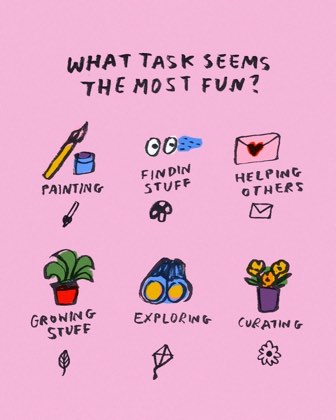 WHAT TASK SEEMS
THE MOST FUN?
PAINTING
FINDIN
STUFF
HELPING
OTHERS
GROWING
STUFF
EXPLORING
CURATING